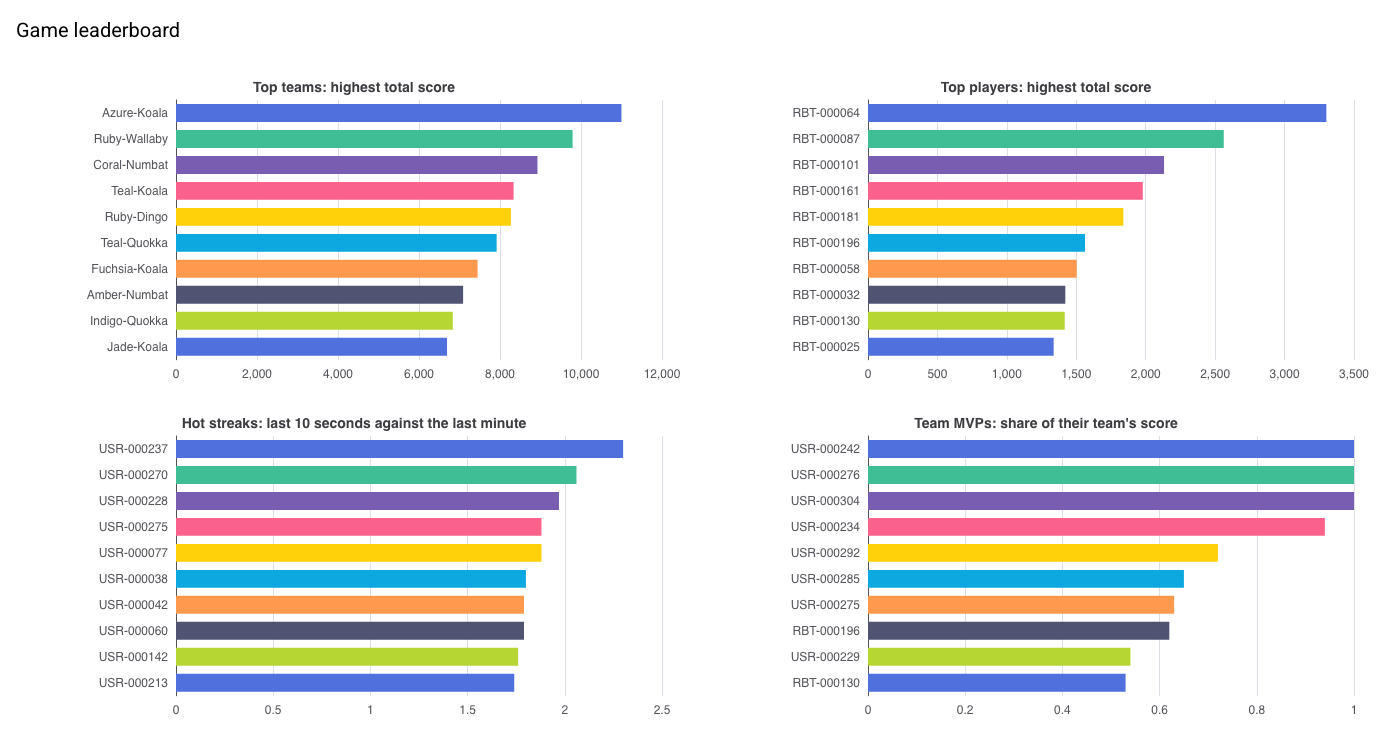 Game leaderboard
Top teams: highest total score
Azure-Koala
Ruby-Wallaby
Coral-Numbat
Teal-Koala
Ruby-Dingo
Teal-Quokka
Fuchsia-Koala
Amber-Numbat
Indigo-Quokka
Jade-Koala
0 2,000 4,000 6,000 8,000 10,000 12,000
Top players: highest total score
RBT-000064
RBT-000087
RBT-000101
RBT-000161
RBT-000181
RBT-000196
RBT-000058
RBT-000032
RBT-000130
RBT-000025
0 500 1,000 1,500 2,000 2,500 3,000 3,500
Hot streaks: last 10 seconds against the last minute
USR-000237
USR-000270
USR-000228
USR-000275
USR-000077
USR-000038
USR-000042
USR-000060
USR-000142
USR-000213
0 0.5 1 1.5 2 2.5
Team MVPs: share of their team's score
USR-000242
USR-000276
USR-000304
USR-000234
USR-000292
USR-000285
USR-000275
RBT-000196
USR-000229
RBT-000130
0 0.2 0.4 0.6 0.8 1